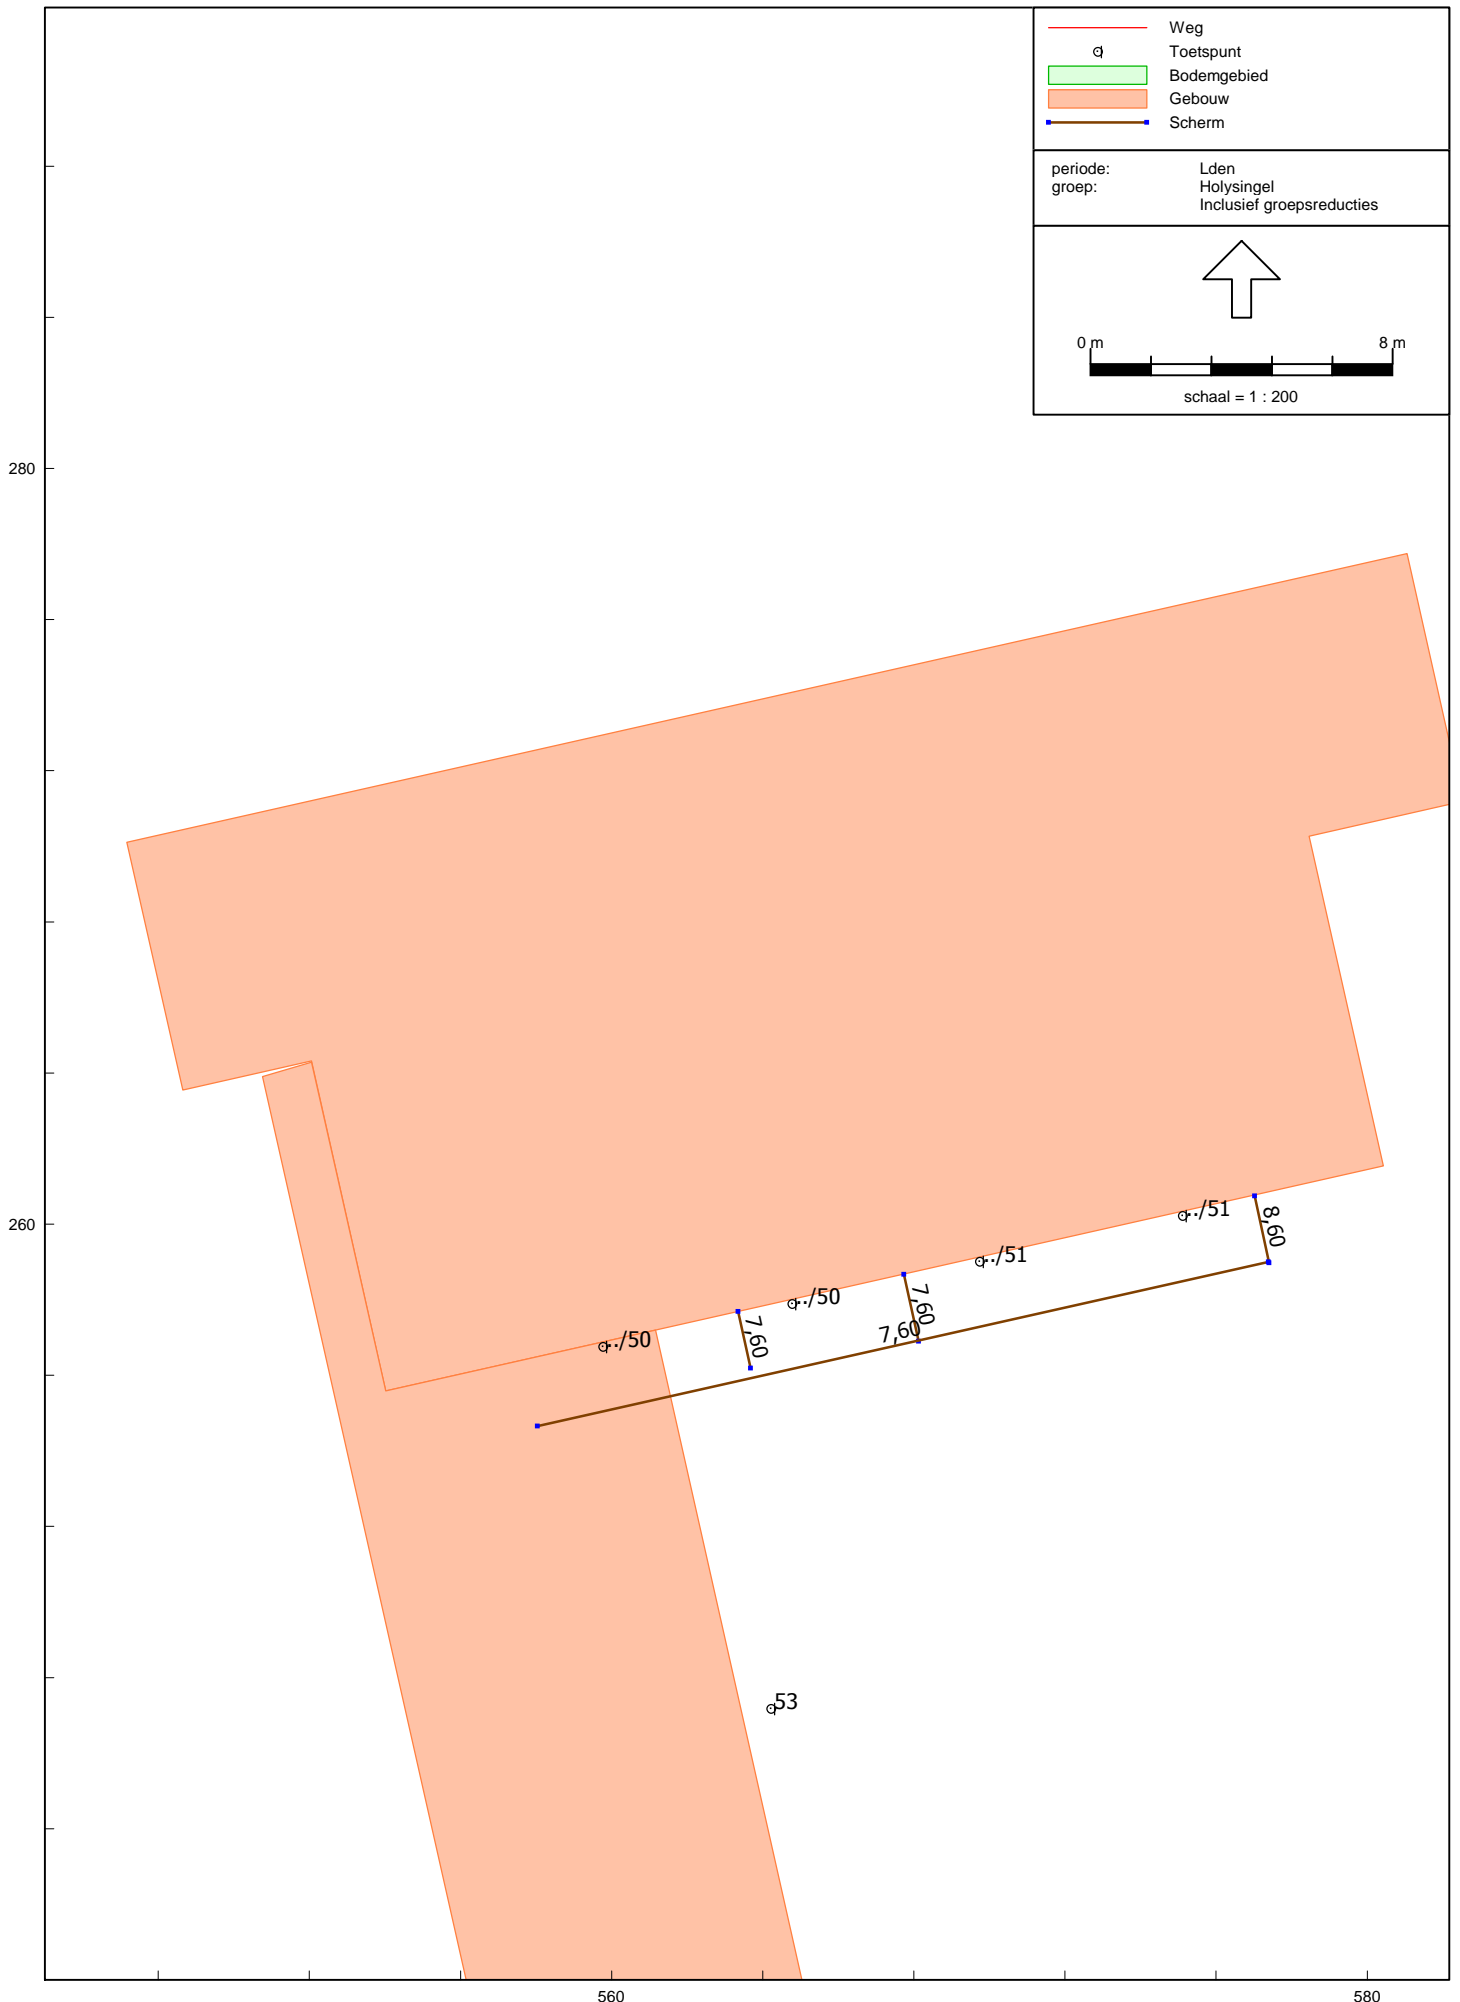 Weg
Toetspunt
Bodemgebied
Gebouw
Scherm
periode: Lden
groep: Holysingel
Inclusief groepsreducties
0 m 8 m
schaal = 1 : 200
280
260
../51
8,60
../51
../50
7,60
7,60
../50
7,60
53
560 580